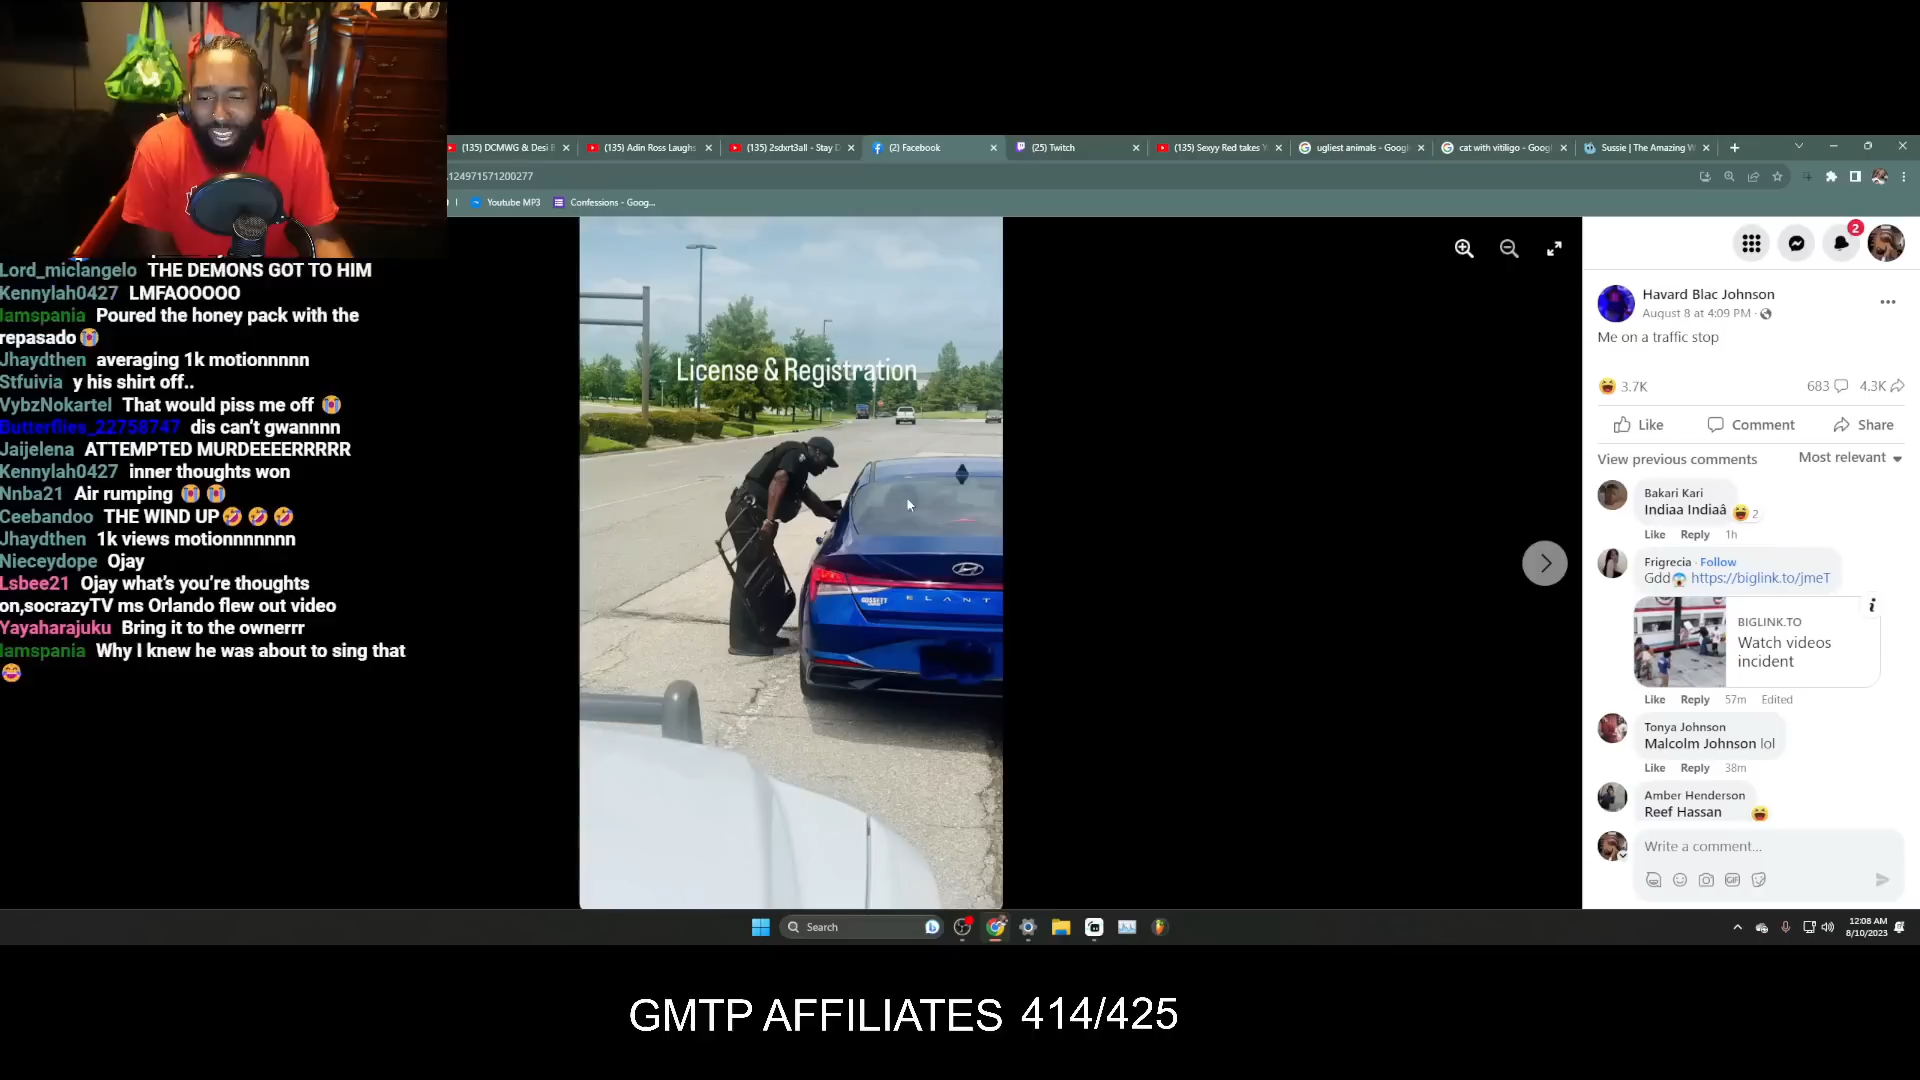 (135) DCMWG & Desi B
(135) Adin Ross Laughs
(135) 2sdxrt3all - Stay D
(2) Facebook
(25) Twitch
(135) Sexyy Red takes Y
ugliest animals - Goog
cat with vitiligo - Googl
Sussie | The Amazing W
.124971571200277
Youtube MP3
Confessions - Goog...
Lord_miclangelo THE DEMONS GOT TO HIM
Kennylah0427 LMFAOOOOO
Iamspania Poured the honey pack with the
repasado😭
Jhaydthen averaging 1k motionnnnn
Stfuivia y his shirt off..
VybzNokartel That would piss me off 😭
Butterflies_22758747 dis can't gwannnn
Jaijelena ATTEMPTED MURDEEEERRRRR
Kennylah0427 inner thoughts won
Nnba21 Air rumping 😭 😭
Ceebandoo THE WIND UP🤣 🤣 🤣
Jhaydthen 1k views motionnnnnnn
Nieceydope Ojay
Lsbee21 Ojay what's you're thoughts
on,socrazyTV ms Orlando flew out video
Yayaharajuku Bring it to the ownerrr
Iamspania Why I knew he was about to sing that
😂
License & Registration
ELANT
2
Havard Blac Johnson
August 8 at 4:09 PM ·
Me on a traffic stop
3.7K
683
4.3K
Like
Comment
Share
View previous comments
Most relevant
Bakari Kari
Indiaa Indiaâ
2
Like Reply 1h
Frigrecia · Follow
Gdd😱 https://biglink.to/jmeT
BIGLINK.TO
Watch videos
incident
Like Reply 57m Edited
Tonya Johnson
Malcolm Johnson lol
Like Reply 38m
Amber Henderson
Reef Hassan
Write a comment...
GIF
Search
12:08 AM
8/10/2023
GMTP AFFILIATES 414/425